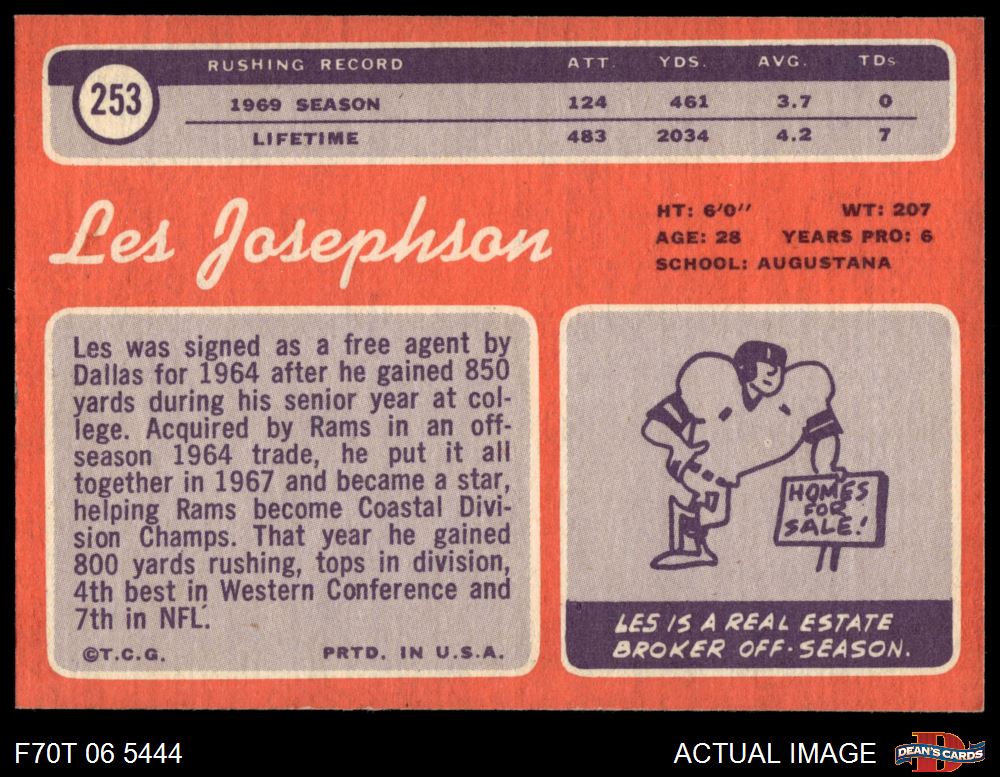 RUSHING RECORD ATT. YDS. AVG. TDs
253
1969 SEASON 124 461 3.7 0
LIFETIME 483 2034 4.2 7
Les Josephson
HT: 6'0" WT: 207
AGE: 28 YEARS PRO: 6
SCHOOL: AUGUSTANA
Les was signed as a free agent by
Dallas for 1964 after he gained 850
yards during his senior year at col-
lege. Acquired by Rams in an off-
season 1964 trade, he put it all
together in 1967 and became a star,
helping Rams become Coastal Divi-
sion Champs. That year he gained
800 yards rushing, tops in division,
4th best in Western Conference and
7th in NFL.
©T.C.G. PRTD. IN U.S.A.
HOMES
FOR
SALE!
LES IS A REAL ESTATE
BROKER OFF-SEASON.
F70T 06 5444
ACTUAL IMAGE
D
DEAN'S CARDS